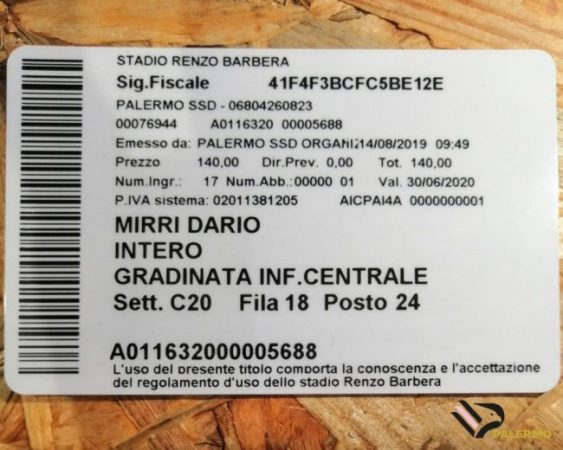 STADIO RENZO BARBERA
Sig.Fiscale 41F4F3BCFC5BE12E
PALERMO SSD - 06804260823
00076944 A0116320 00005688
Emesso da: PALERMO SSD ORGANIZ14/08/2019 09:49
Prezzo 140,00 Dir.Prev. 0,00 Tot. 140,00
Num.Ingr.: 17 Num.Abb.:00000 01 Val. 30/06/2020
P.IVA sistema: 02011381205 AICPAI4A 0000000001
MIRRI DARIO
INTERO
GRADINATA INF.CENTRALE
Sett. C20 Fila 18 Posto 24
A011632000005688
L'uso del presente titolo comporta la conoscenza e l'accettazione
del regolamento d'uso dello stadio Renzo Barbera
PALERMO